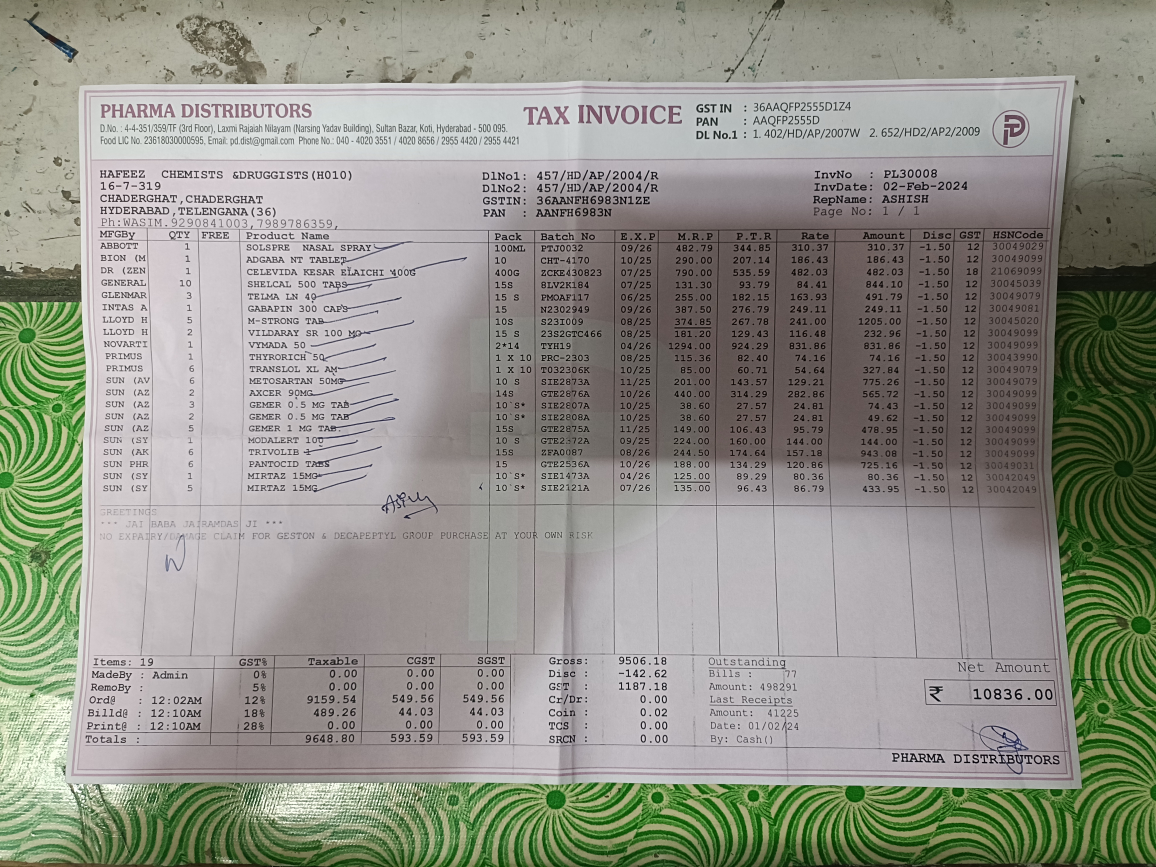 PHARMA DISTRIBUTORS
D.No. : 4-4-351/359/TF (3rd Floor), Laxmi Rajaiah Nilayam (Narsing Yadav Building), Sultan Bazar, Koti, Hyderabad - 500 095.
Food LIC No. 23618030000595, Email: pd.dist@gmail.com Phone No.: 040 - 4020 3551 / 4020 8656 / 2955 4420 / 2955 4421
TAX INVOICE
GST IN : 36AAQFP2555D1Z4
PAN : AAQFP2555D
DL No.1 : 1. 402/HD/AP/2007W 2. 652/HD2/AP2/2009
HAFEEZ CHEMISTS &DRUGGISTS(H010)
16-7-319
CHADERGHAT,CHADERGHAT
HYDERABAD,TELENGANA(36)
Ph:WASIM.9290841003,7989786359,
DlNo1: 457/HD/AP/2004/R
DlNo2: 457/HD/AP/2004/R
GSTIN: 36AANFH6983N1ZE
PAN : AANFH6983N
InvNo : PL30008
InvDate: 02-Feb-2024
RepName: ASHISH
Page No: 1 / 1
MFGBy QTY FREE Product Name Pack Batch No E.X.P M.R.P P.T.R Rate Amount Disc GST HSNCode
ABBOTT 1 SOLSPRE NASAL SPRAY 100ML PTJ0032 09/26 482.79 344.85 310.37 310.37 -1.50 12 30049029
BION (M 1 ADGABA NT TABLET 10 CHT-4170 10/25 290.00 207.14 186.43 186.43 -1.50 12 30049099
DR (ZEN 1 CELEVIDA KESAR ELAICHI 400G 400G ZCKE430823 07/25 790.00 535.59 482.03 482.03 -1.50 18 21069099
GENERAL 10 SHELCAL 500 TABS 15S 8LV2K184 07/25 131.30 93.79 84.41 844.10 -1.50 12 30045039
GLENMAR 3 TELMA LN 40 15 S PMOAF117 06/25 255.00 182.15 163.93 491.79 -1.50 12 30049079
INTAS A 1 GABAPIN 300 CAPS 15 N2302949 09/26 387.50 276.79 249.11 249.11 -1.50 12 30049081
LLOYD H 5 M-STRONG TAB 10S S23I009 08/25 374.85 267.78 241.00 1205.00 -1.50 12 30045020
LLOYD H 2 VILDARAY SR 100 MG 15 S 23S2GTC466 08/25 181.20 129.43 116.48 232.96 -1.50 12 30049099
NOVARTI 1 VYMADA 50 2*14 TYH19 04/26 1294.00 924.29 831.86 831.86 -1.50 12 30049099
PRIMUS 1 THYRORICH 50 1 X 10 PRC-2303 08/25 115.36 82.40 74.16 74.16 -1.50 12 30043990
PRIMUS 6 TRANSLOL XL AM 1 X 10 T032306K 10/25 85.00 60.71 54.64 327.84 -1.50 12 30049079
SUN (AV 6 METOSARTAN 50MG 10 S SIE2873A 11/25 201.00 143.57 129.21 775.26 -1.50 12 30049079
SUN (AZ 2 AXCER 90MG 14S GTE2876A 10/26 440.00 314.29 282.86 565.72 -1.50 12 30049099
SUN (AZ 3 GEMER 0.5 MG TAB 10`S* SIE2807A 10/25 38.60 27.57 24.81 74.43 -1.50 12 30049099
SUN (AZ 2 GEMER 0.5 MG TAB 10`S* SIE2808A 10/25 38.60 27.57 24.81 49.62 -1.50 12 30049099
SUN (AZ 5 GEMER 1 MG TAB. 15S GTE2875A 11/25 149.00 106.43 95.79 478.95 -1.50 12 30049099
SUN (SY 1 MODALERT 100 10 S GTE2372A 09/25 224.00 160.00 144.00 144.00 -1.50 12 30049099
SUN (AK 6 TRIVOLIB 1 15S ZFA0087 08/26 244.50 174.64 157.18 943.08 -1.50 12 30049099
SUN PHR 6 PANTOCID TABS 15 GTE2536A 10/26 188.00 134.29 120.86 725.16 -1.50 12 30049031
SUN (SY 1 MIRTAZ 15MG 10`S* SIE1473A 04/26 125.00 89.29 80.36 80.36 -1.50 12 30042049
SUN (SY 5 MIRTAZ 15MG 10`S* SIE2121A 07/26 135.00 96.43 86.79 433.95 -1.50 12 30042049
GREETINGS
*** JAI BABA JAIRAMDAS JI ***
NO EXPAIRY/DAMAGE CLAIM FOR GESTON & DECAPEPTYL GROUP PURCHASE AT YOUR OWN RISK
Items: 19 GST% Taxable CGST SGST
MadeBy : Admin 0% 0.00 0.00 0.00
RemoBy : 5% 0.00 0.00 0.00
Ord@ : 12:02AM 12% 9159.54 549.56 549.56
Billd@ : 12:10AM 18% 489.26 44.03 44.03
Print@ : 12:10AM 28% 0.00 0.00 0.00
Totals : 9648.80 593.59 593.59
Gross: 9506.18
Disc : -142.62
GST : 1187.18
Cr/Dr: 0.00
Coin : 0.02
TCS : 0.00
SRCN : 0.00
Outstanding
Bills : 77
Amount: 498291
Last Receipts
Amount: 41225
Date: 01/02/24
By: Cash()
Net Amount
₹ 10836.00
PHARMA DISTRIBUTORS